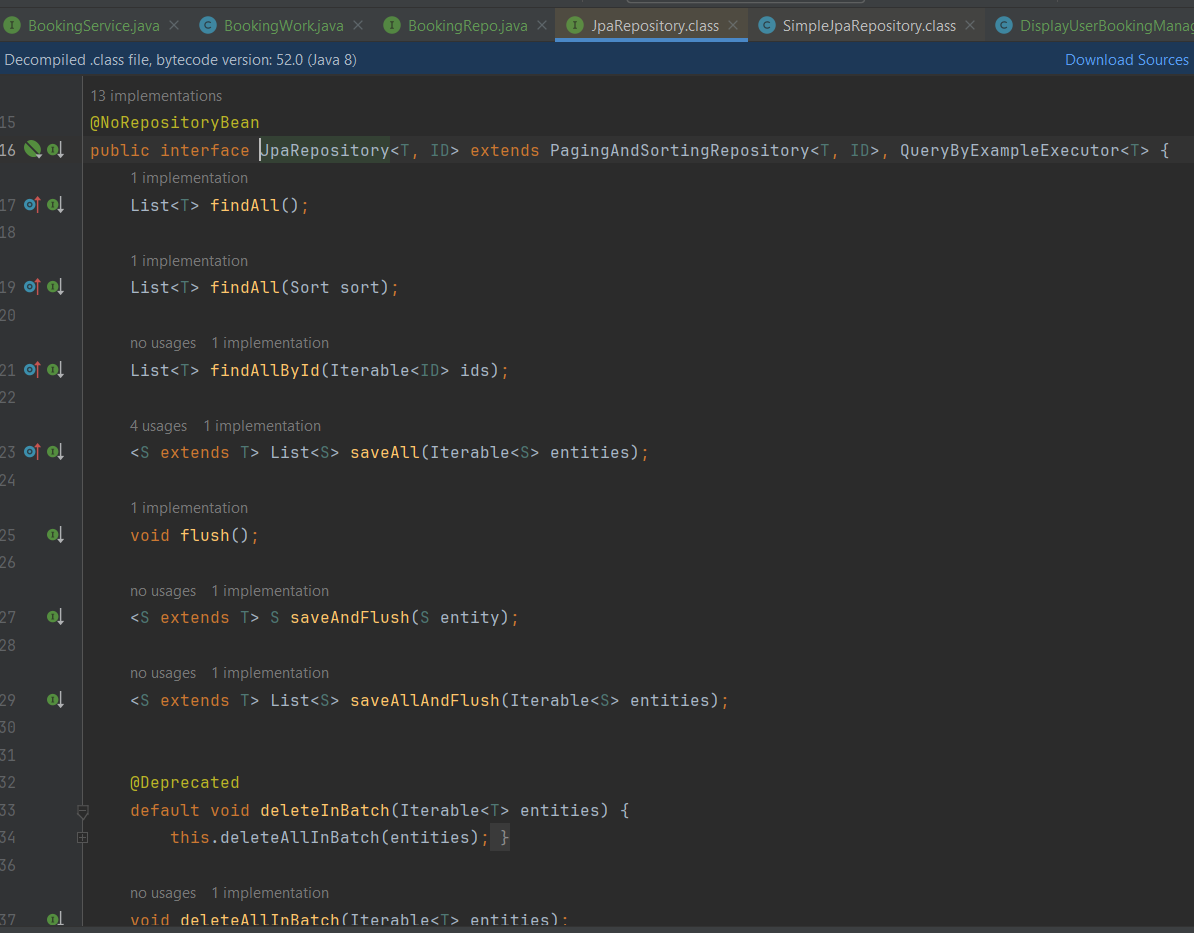 BookingService.java BookingWork.java BookingRepo.java JpaRepository.class SimpleJpaRepository.class DisplayUserBookingManag
Decompiled .class file, bytecode version: 52.0 (Java 8) Download Sources
13 implementations
15 @NoRepositoryBean
16 public interface JpaRepository<T, ID> extends PagingAndSortingRepository<T, ID>, QueryByExampleExecutor<T> {
1 implementation
17 List<T> findAll();
18
1 implementation
19 List<T> findAll(Sort sort);
20
no usages 1 implementation
21 List<T> findAllById(Iterable<ID> ids);
22
4 usages 1 implementation
23 <S extends T> List<S> saveAll(Iterable<S> entities);
24
1 implementation
25 void flush();
26
no usages 1 implementation
27 <S extends T> S saveAndFlush(S entity);
28
no usages 1 implementation
29 <S extends T> List<S> saveAllAndFlush(Iterable<S> entities);
30
31
32 @Deprecated
33 default void deleteInBatch(Iterable<T> entities) {
34 this.deleteAllInBatch(entities); }
36
no usages 1 implementation
37 void deleteAllInBatch(Iterable<T> entities);